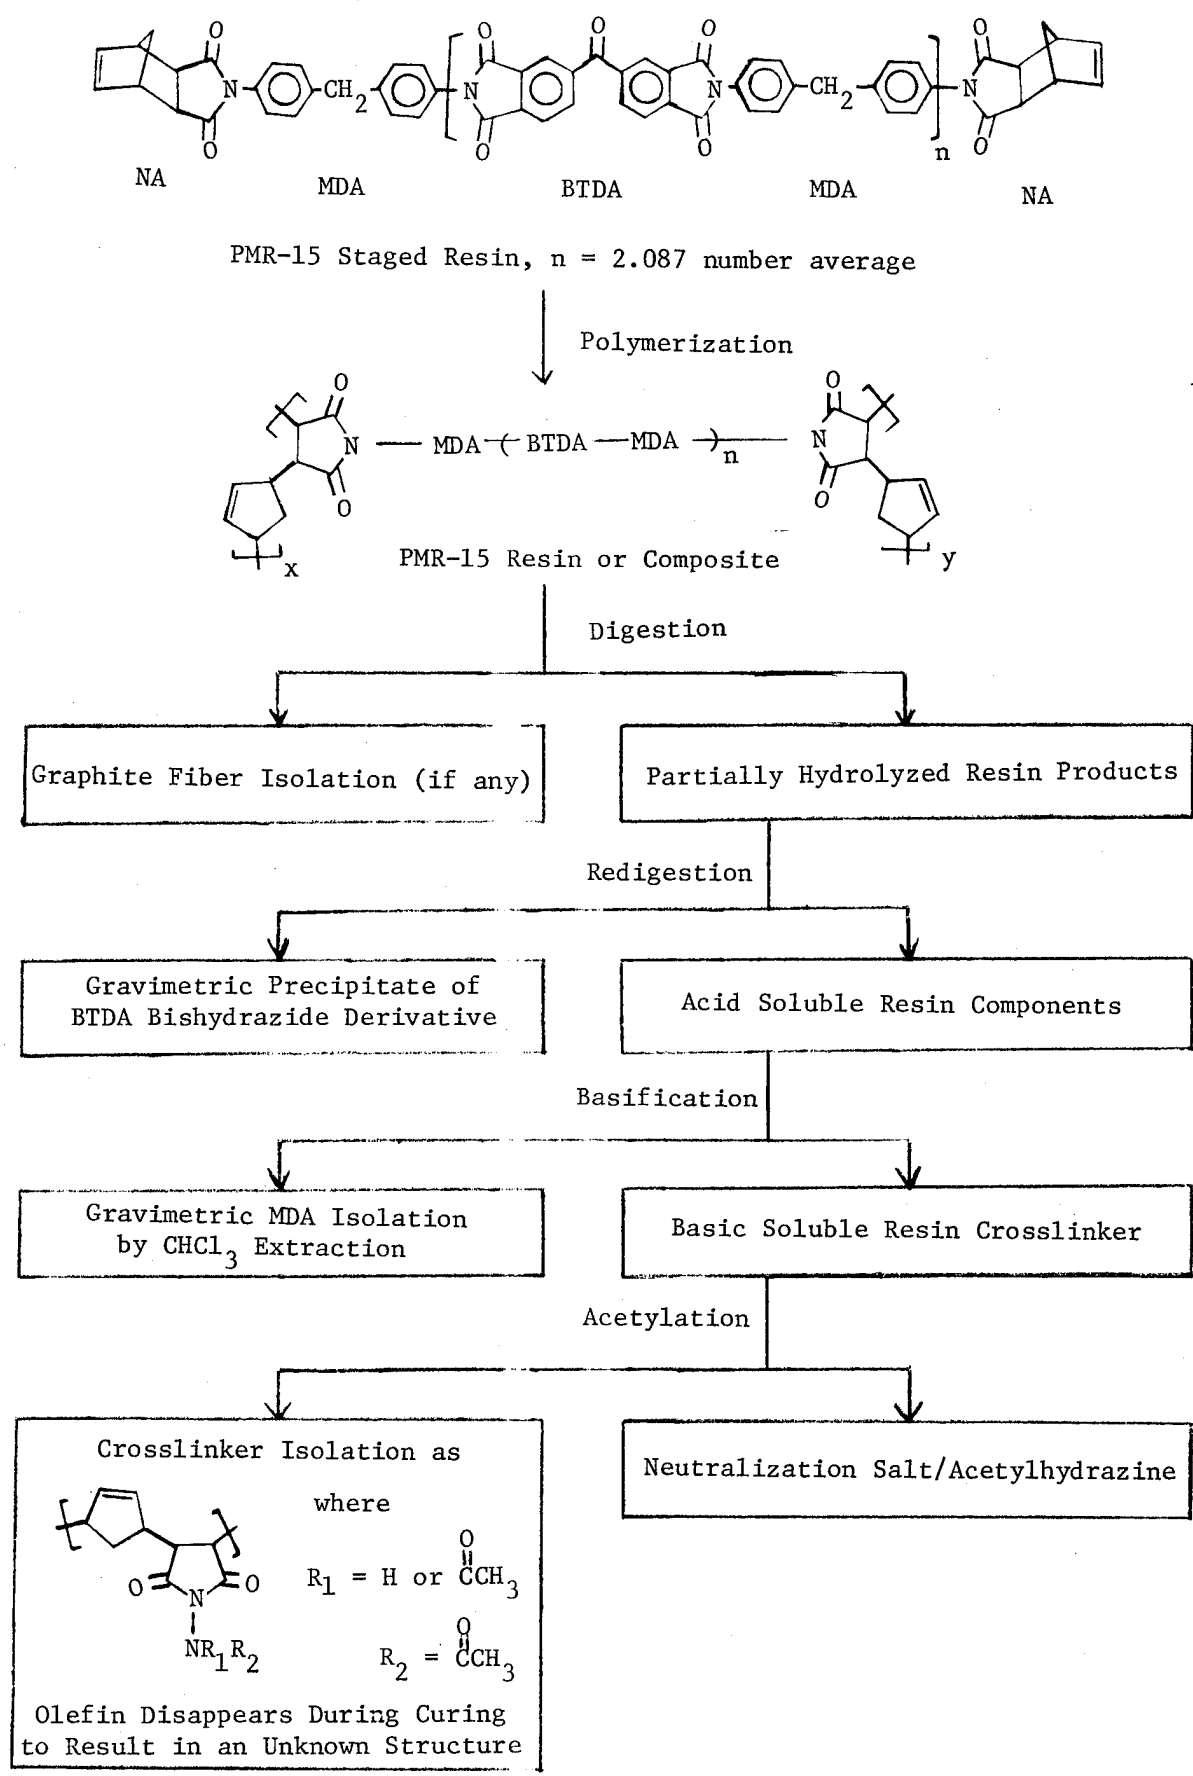 O O O O O O O
N CH2 N N CH2 N
O O O O
n
NA MDA BTDA MDA NA
PMR-15 Staged Resin, n = 2.087 number average
Polymerization
O O
N MDA ( BTDA MDA )n N
O O
x y
PMR-15 Resin or Composite
Digestion
Graphite Fiber Isolation (if any)
Partially Hydrolyzed Resin Products
Redigestion
Gravimetric Precipitate of
BTDA Bishydrazide Derivative
Acid Soluble Resin Components
Basification
Gravimetric MDA Isolation
by CHCl3 Extraction
Basic Soluble Resin Crosslinker
Acetylation
Crosslinker Isolation as
where
O
R1 = H or CCH3
O O
N
NR1R2
O
R2 = CCH3
Olefin Disappears During Curing
to Result in an Unknown Structure
Neutralization Salt/Acetylhydrazine